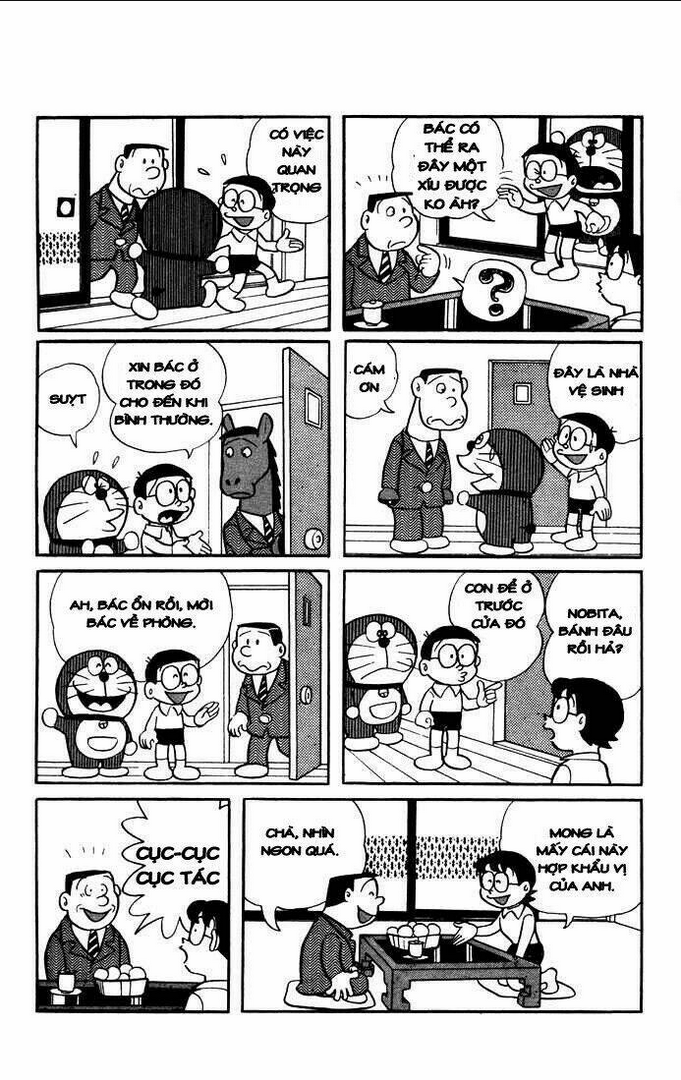 BÁC CÓ
THỂ RA
ĐÂY MỘT
XÍU ĐƯỢC
KO ÂH?
?
CÓ VIỆC
NÀY
QUAN
TRỌNG
ĐÂY LÀ NHÀ
VỆ SINH
CÁM
ƠN
XIN BÁC Ở
TRONG ĐÓ
CHO ĐẾN KHI
BÌNH THƯỜNG.
SUỴT
NOBITA,
BÁNH ĐÂU
RỒI HẢ?
CON ĐỂ Ở
TRƯỚC
CỬA ĐÓ
AH, BÁC ỔN RỒI, MỜI
BÁC VỀ PHÒNG.
MONG LÀ
MẤY CÁI NÀY
HỢP KHẨU VỊ
CỦA ANH.
CHÀ, NHÌN
NGON QUÁ.
CỤC-CỤC
CỤC TÁC